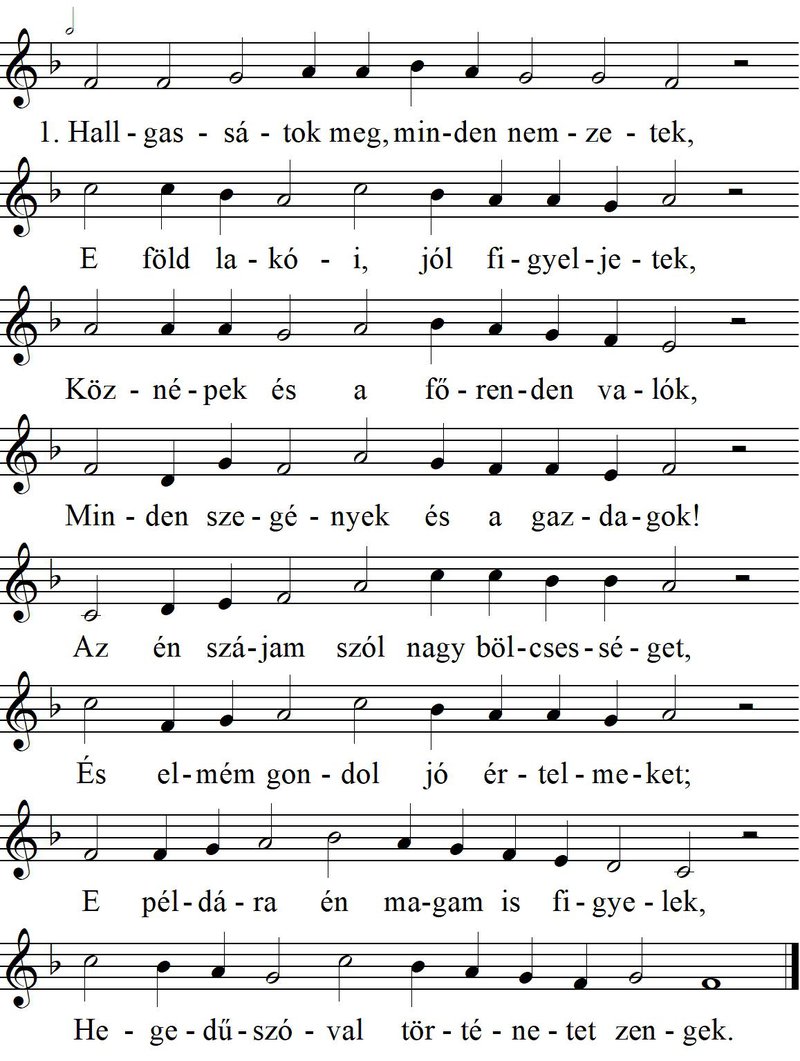 1. Hall - gas - sá - tok meg, min-den nem - ze - tek,
E föld la - kó - i, jól fi - gyel - je - tek,
Köz - né - pek és a fő - ren - den va - lók,
Min - den sze - gé - nyek és a gaz - da - gok!
Az én szá - jam szól nagy böl - cses - sé - get,
És el - mém gon - dol jó ér - tel - me - ket;
E pél - dá - ra én ma - gam is fi - gye - lek,
He - ge - dű - szó - val tör - té - ne - tet zen - gek.